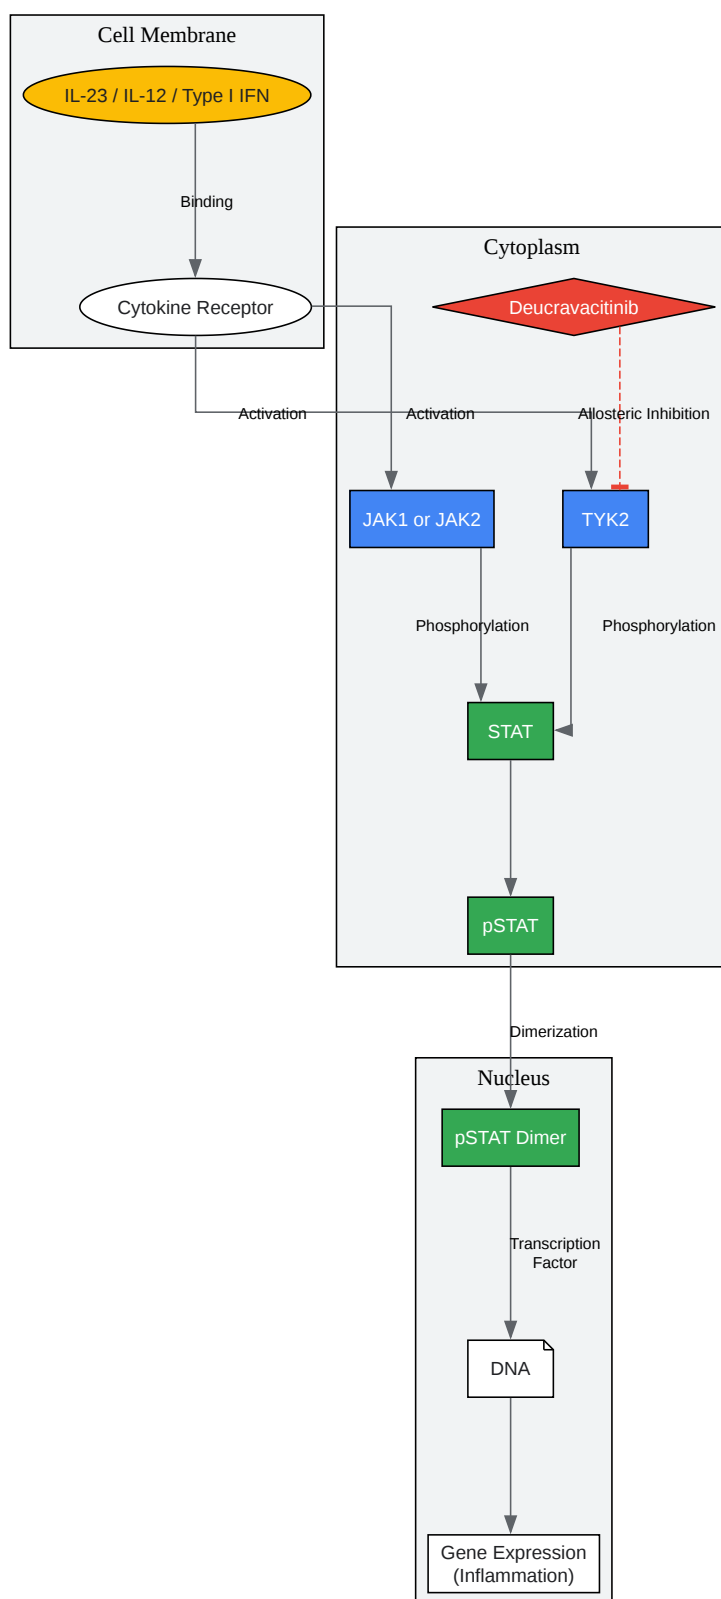 Cell Membrane
IL-23 / IL-12 / Type I IFN
Binding
Cytoplasm
Cytokine Receptor
Deucravacitinib
Activation
Activation
Allosteric Inhibition
JAK1 or JAK2
TYK2
Phosphorylation
Phosphorylation
STAT
pSTAT
Dimerization
Nucleus
pSTAT Dimer
Transcription
Factor
DNA
Gene Expression
(Inflammation)